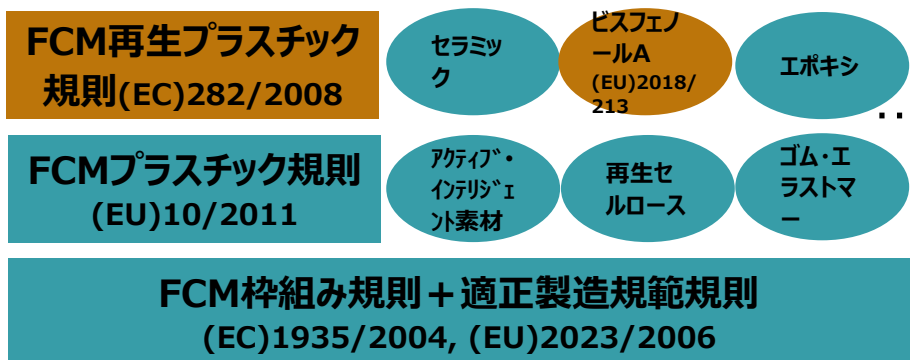 FCM再生プラスチック
規則(EC)282/2008
セラミッ
ク
ビスフェノ
ールA
(EU)2018/
213
エポキシ
..
FCMプラスチック規則
(EU)10/2011
ｱｸﾃｨﾌﾞ・
ｲﾝﾃﾘｼﾞｪ
ﾝﾄ素材
再生セ
ルロース
ゴム・エ
ラストマ
ー
FCM枠組み規則＋適正製造規範規則
(EC)1935/2004, (EU)2023/2006